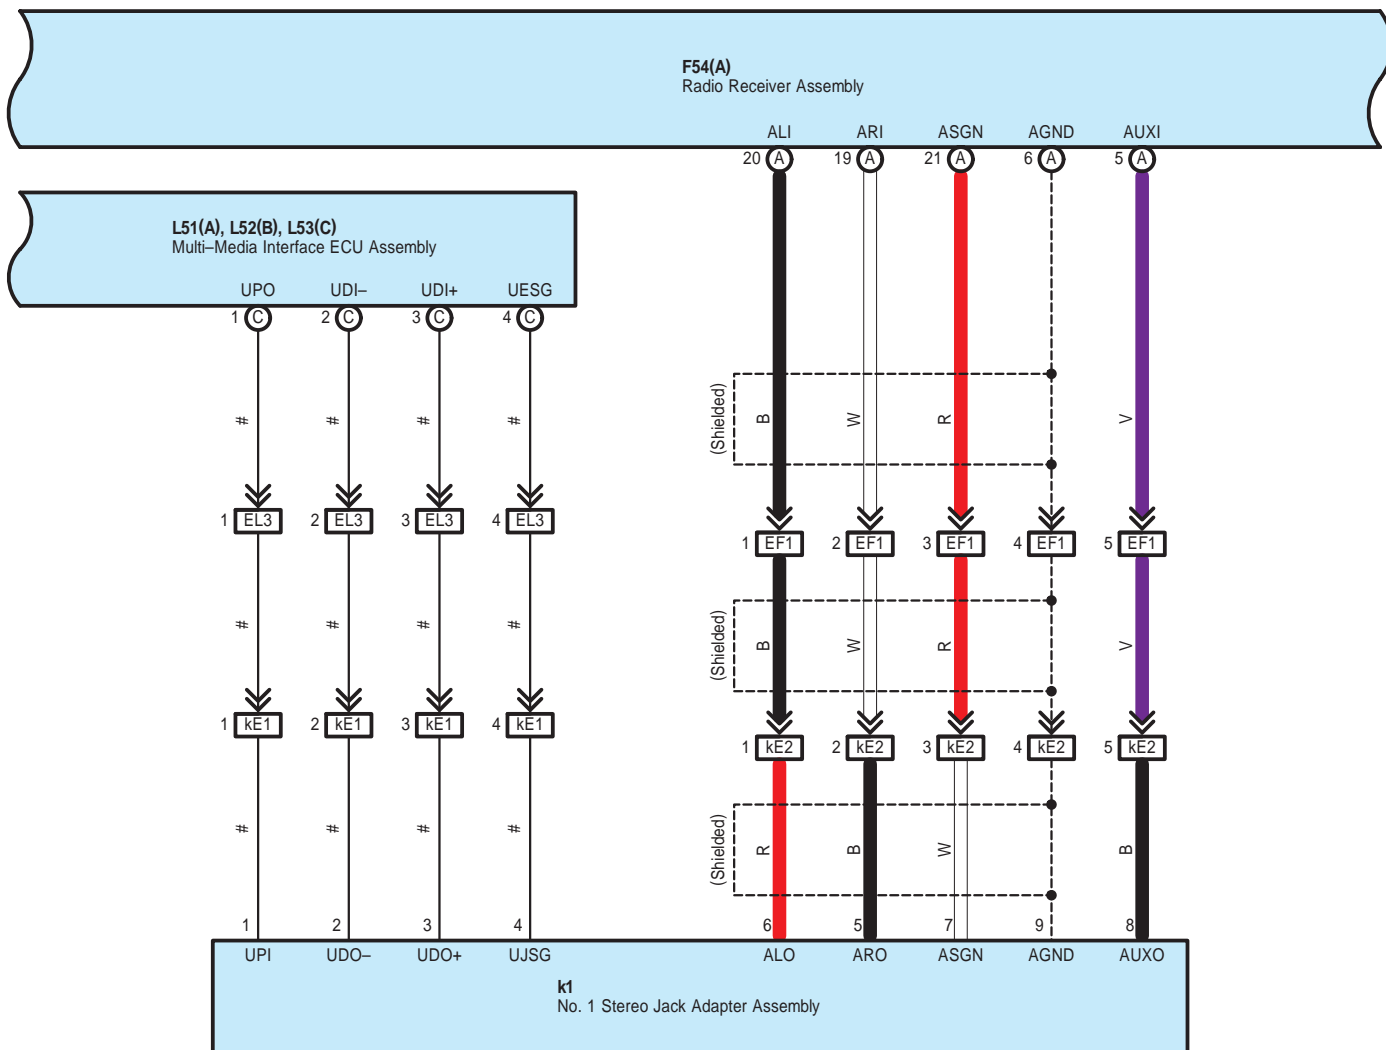 F54(A)
Radio Receiver Assembly
ALI ARI ASGN AGND AUXI
20 A 19 A 21 A 6 A 5 A
L51(A), L52(B), L53(C)
Multi–Media Interface ECU Assembly
UPO UDI– UDI+ UESG
1 C 2 C 3 C 4 C
(Shielded)
# # # # B W R V
1 EL3 2 EL3 3 EL3 4 EL3
1 EF1 2 EF1 3 EF1 4 EF1 5 EF1
(Shielded)
# # # # B W R V
1 kE1 2 kE1 3 kE1 4 kE1
1 kE2 2 kE2 3 kE2 4 kE2 5 kE2
(Shielded)
# # # # R B W B
1 2 3 4 6 5 7 9 8
UPI UDO– UDO+ UJSG ALO ARO ASGN AGND AUXO
k1
No. 1 Stereo Jack Adapter Assembly